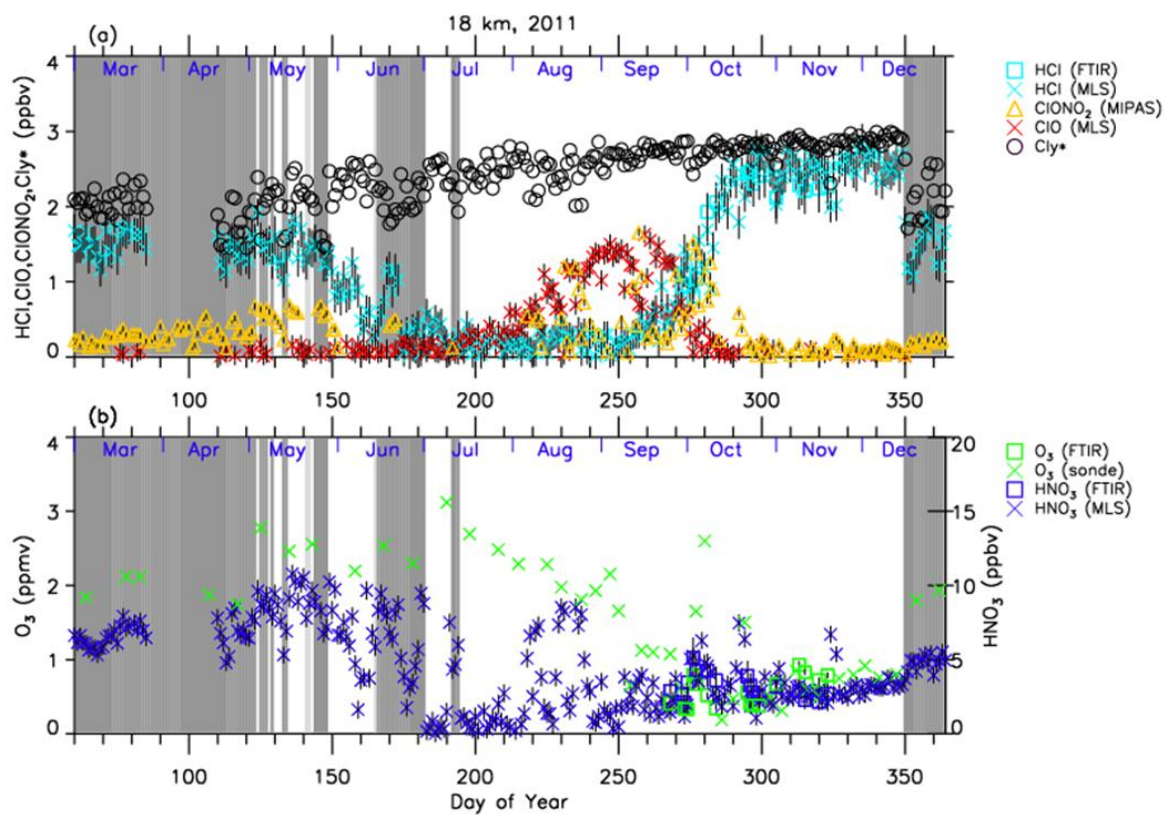 18 km, 2011
(a)
Mar Apr May Jun Jul Aug Sep Oct Nov Dec
HCl,ClO,ClONO₂,Cly* (ppbv)
4
3
2
1
0
100 150 200 250 300 350
HCl (FTIR)
HCl (MLS)
ClONO₂ (MIPAS)
ClO (MLS)
Cly*
(b)
Mar Apr May Jun Jul Aug Sep Oct Nov Dec
O₃ (ppmv)
4
3
2
1
0
20
15
10
5
0
HNO₃ (ppbv)
100 150 200 250 300 350
Day of Year
O₃ (FTIR)
O₃ (sonde)
HNO₃ (FTIR)
HNO₃ (MLS)